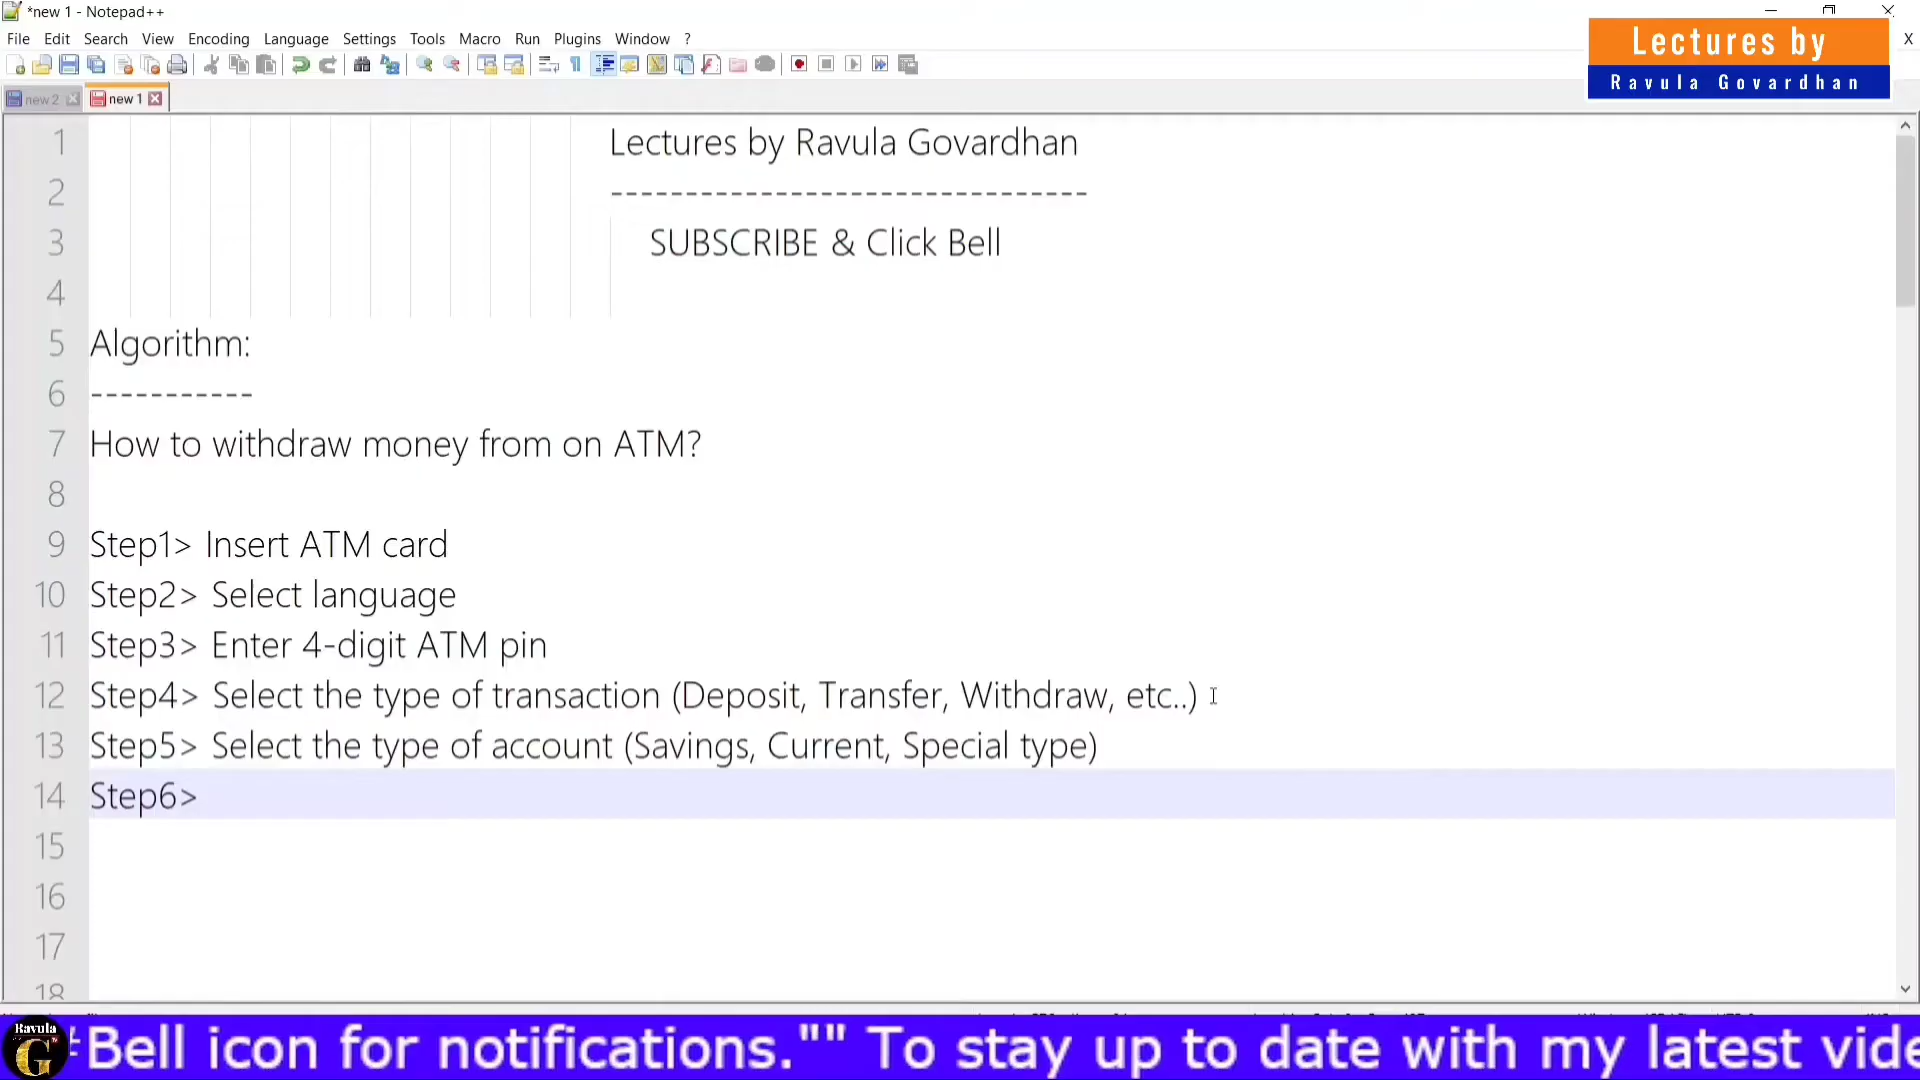 *new 1 - Notepad++
File Edit Search View Encoding Language Settings Tools Macro Run Plugins Window ? X
Lectures by
Ravula Govardhan
new 2 new 1
1 Lectures by Ravula Govardhan
2 --------------------------------
3 SUBSCRIBE & Click Bell
4
5 Algorithm:
6 -----------
7 How to withdraw money from on ATM?
8
9 Step1> Insert ATM card
10 Step2> Select language
11 Step3> Enter 4-digit ATM pin
12 Step4> Select the type of transaction (Deposit, Transfer, Withdraw, etc..)
13 Step5> Select the type of account (Savings, Current, Special type)
14 Step6>
15
16
17
18
Ravula
G
Bell icon for notifications."" To stay up to date with my latest vide